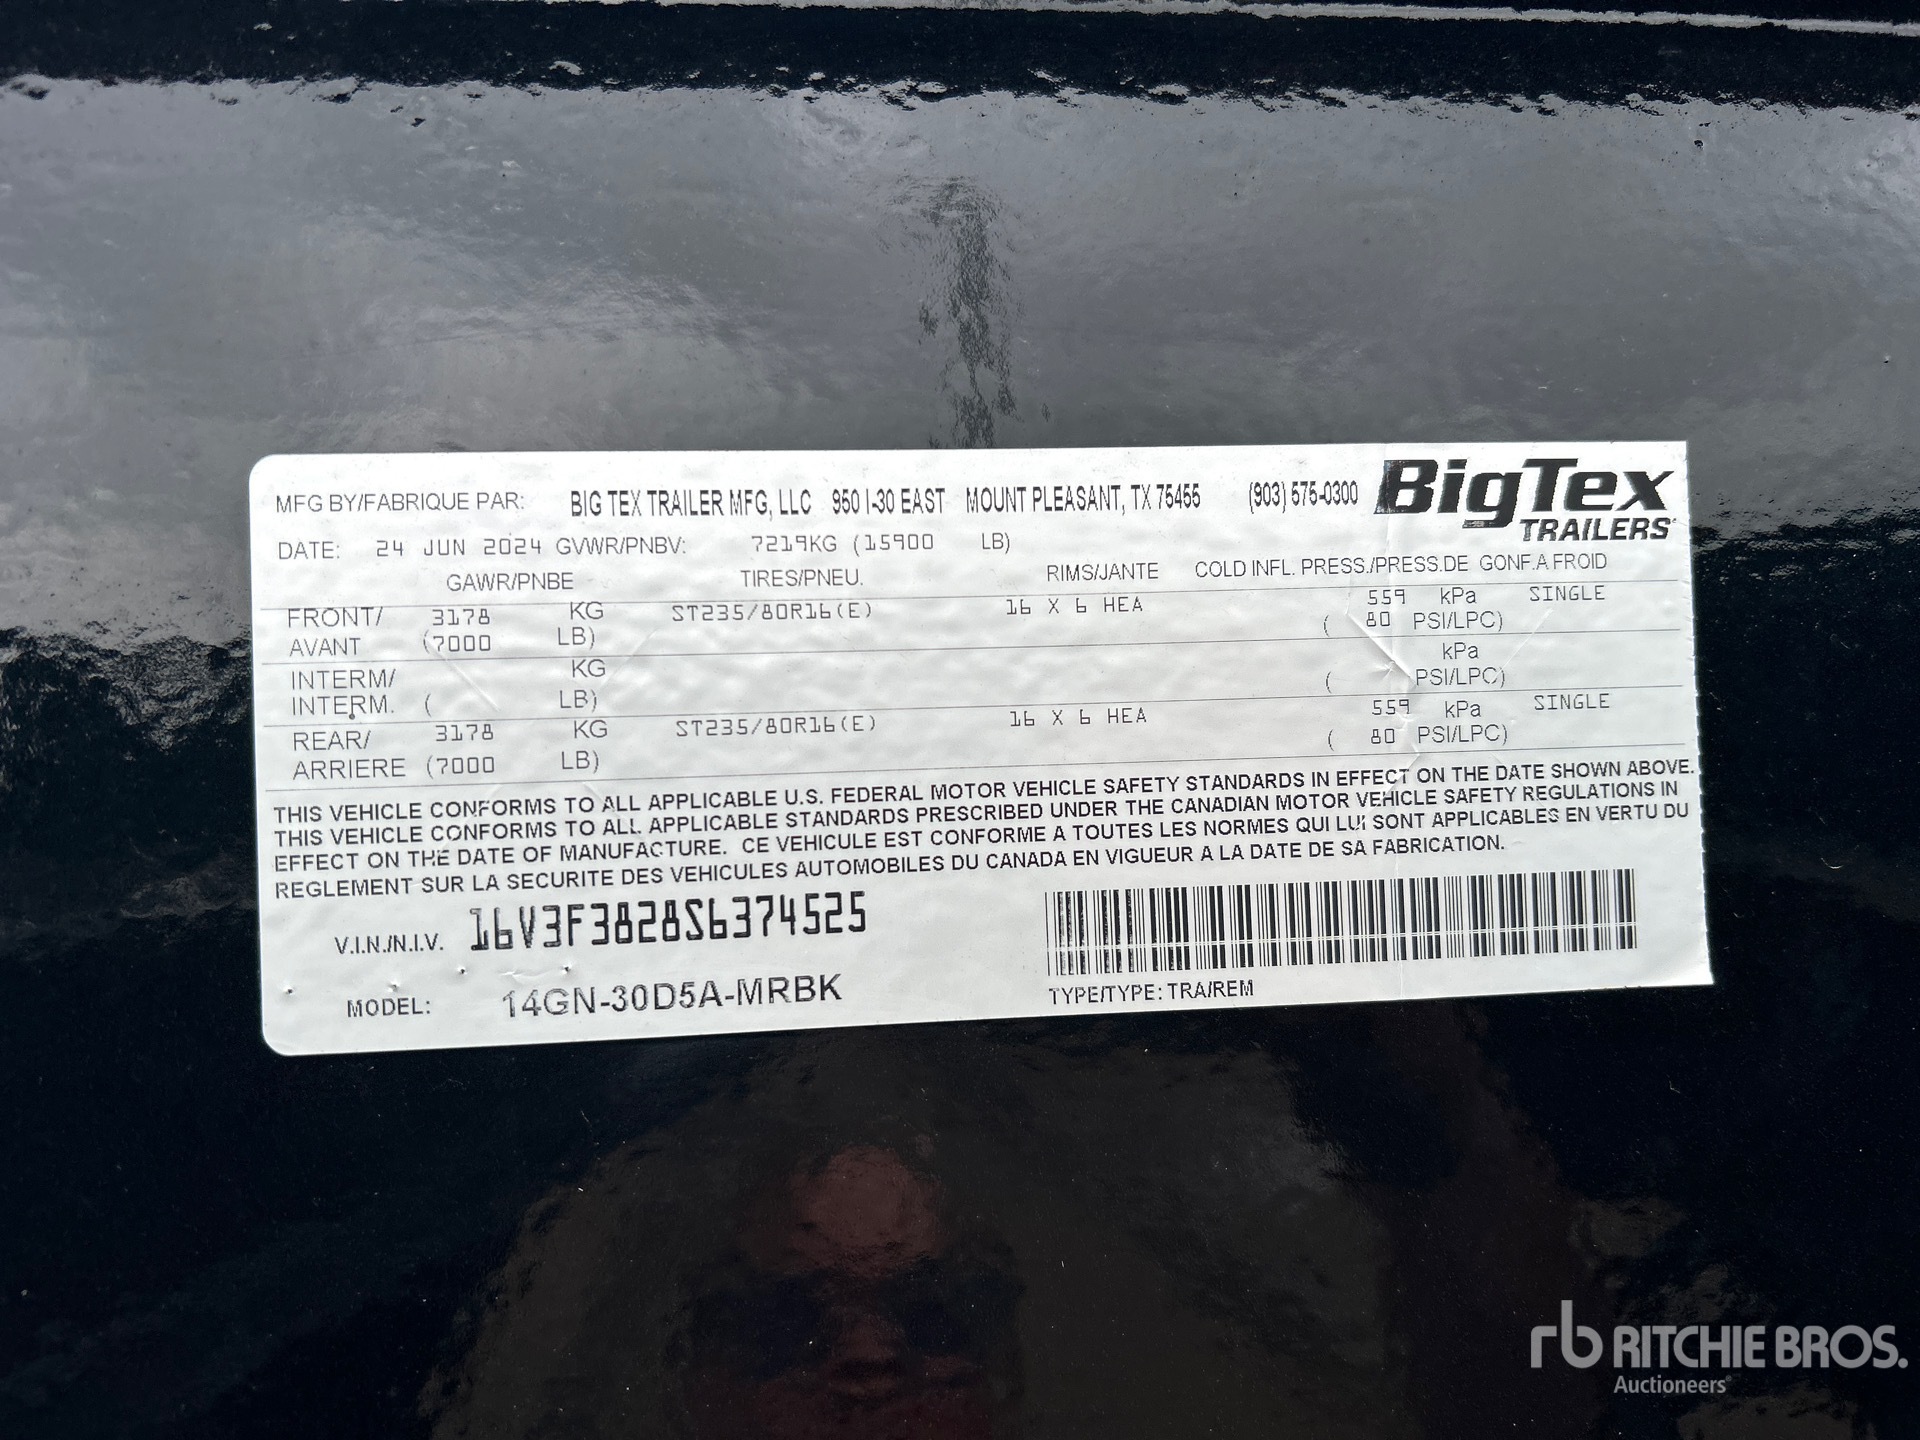 MFG BY/FABRIQUE PAR: BIG TEX TRAILER MFG, LLC 950 I-30 EAST MOUNT PLEASANT, TX 75455 (903) 575-0300 BigTex TRAILERS
DATE: 24 JUN 2024 GVWR/PNBV: 7219KG (15900 LB)
GAWR/PNBE TIRES/PNEU. RIMS/JANTE COLD INFL. PRESS./PRESS.DE GONF.A FROID
FRONT/ 3178 KG ST235/80R16(E) 16 X 6 HEA 559 kPa SINGLE
AVANT (7000 LB) ( 80 PSI/LPC)
INTERM/ KG kPa
INTERM. ( LB) ( PSI/LPC)
REAR/ 3178 KG ST235/80R16(E) 16 X 6 HEA 559 kPa SINGLE
ARRIERE (7000 LB) ( 80 PSI/LPC)
THIS VEHICLE CONFORMS TO ALL APPLICABLE U.S. FEDERAL MOTOR VEHICLE SAFETY STANDARDS IN EFFECT ON THE DATE SHOWN ABOVE.
THIS VEHICLE CONFORMS TO ALL APPLICABLE STANDARDS PRESCRIBED UNDER THE CANADIAN MOTOR VEHICLE SAFETY REGULATIONS IN
EFFECT ON THE DATE OF MANUFACTURE. CE VEHICULE EST CONFORME A TOUTES LES NORMES QUI LUI SONT APPLICABLES EN VERTU DU
REGLEMENT SUR LA SECURITE DES VEHICULES AUTOMOBILES DU CANADA EN VIGUEUR A LA DATE DE SA FABRICATION.
V.I.N./N.I.V. 16V3F3828S6374525
MODEL: 14GN-30D5A-MRBK TYPE/TYPE: TRA/REM
rb RITCHIE BROS.
Auctioneers